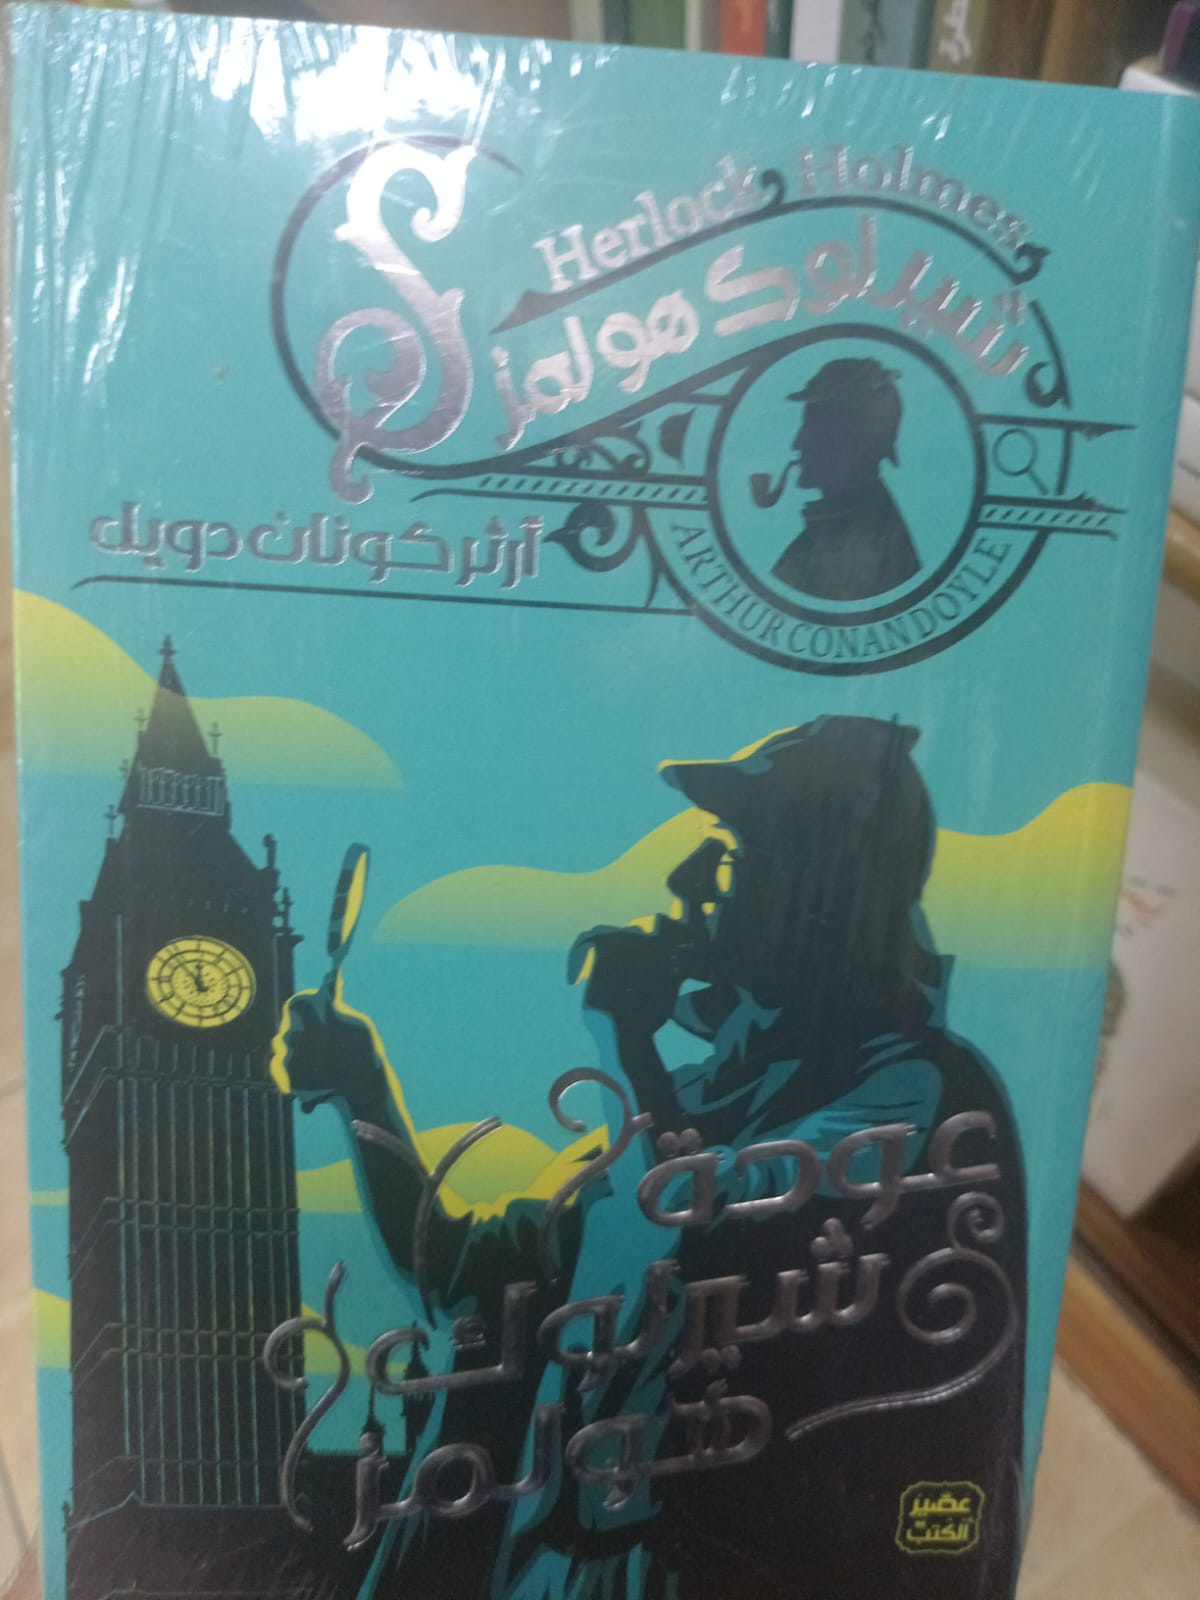 Sherlock Holmes
شيرلوك هولمز
ARTHUR CONAN DOYLE
آرثر كونان دويل
عودة
شيرلوك
هولمز
عصير
الكتب